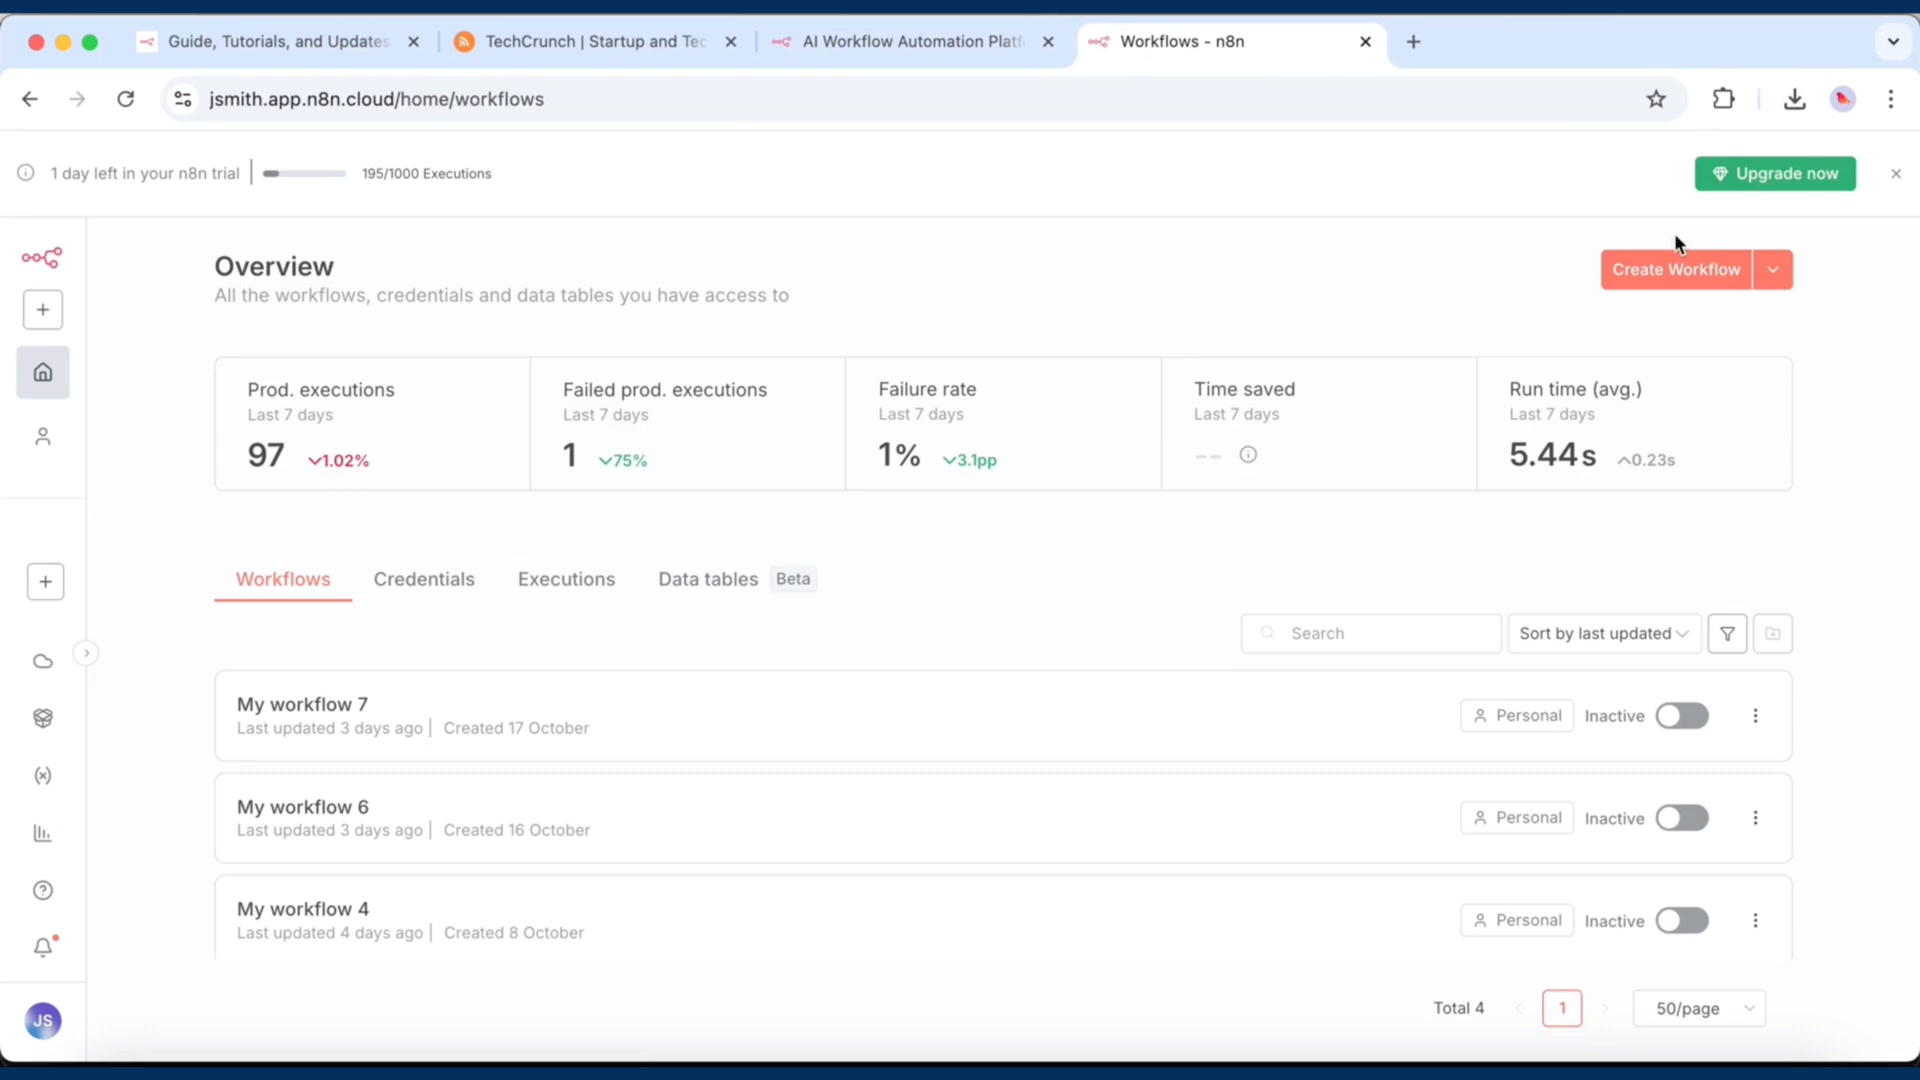 Guide, Tutorials, and Updates
TechCrunch | Startup and Tec
AI Workflow Automation Platf
Workflows - n8n
jsmith.app.n8n.cloud/home/workflows
1 day left in your n8n trial
195/1000 Executions
Upgrade now
Overview
All the workflows, credentials and data tables you have access to
Create Workflow
Prod. executions
Last 7 days
97 1.02%
Failed prod. executions
Last 7 days
1 75%
Failure rate
Last 7 days
1% 3.1pp
Time saved
Last 7 days
--
Run time (avg.)
Last 7 days
5.44s 0.23s
Workflows Credentials Executions Data tables Beta
Search
Sort by last updated
My workflow 7
Last updated 3 days ago | Created 17 October
Personal Inactive
My workflow 6
Last updated 3 days ago | Created 16 October
Personal Inactive
My workflow 4
Last updated 4 days ago | Created 8 October
Personal Inactive
Total 4 1 50/page
JS